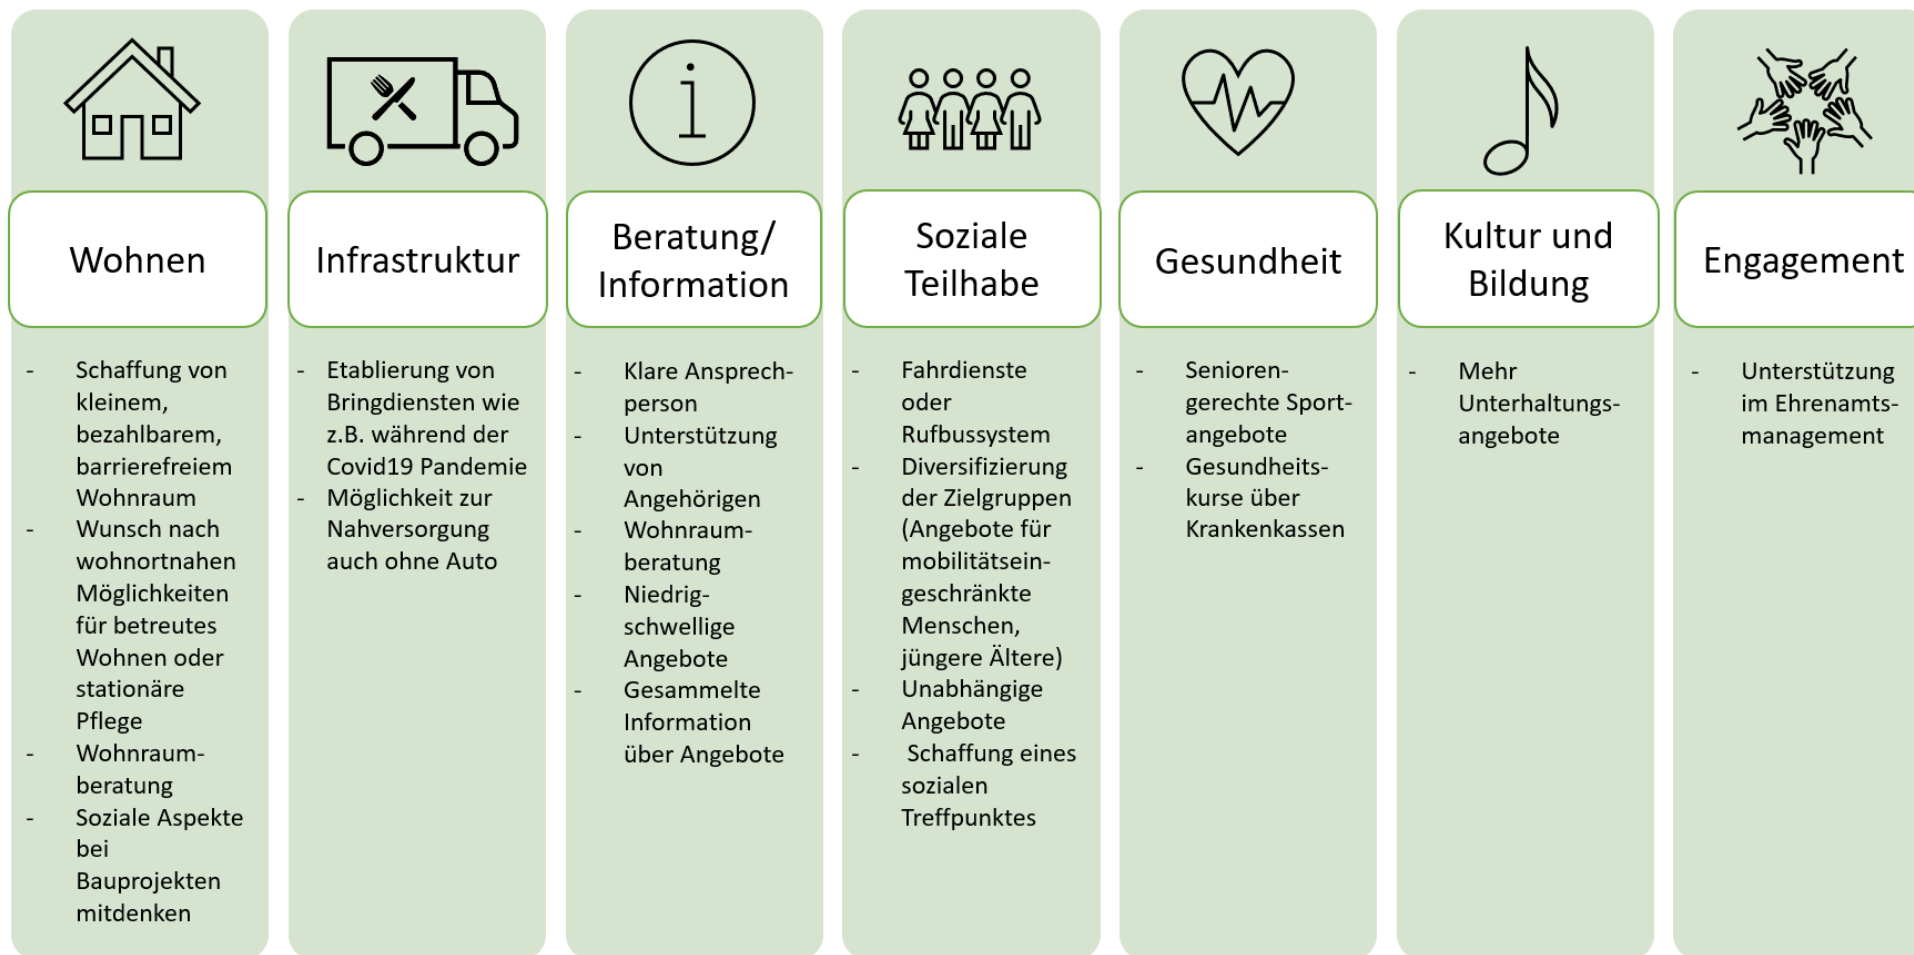 Wohnen
- Schaffung von
kleinem,
bezahlbarem,
barrierefreiem
Wohnraum
- Wunsch nach
wohnortnahen
Möglichkeiten
für betreutes
Wohnen oder
stationäre
Pflege
- Wohnraum-
beratung
- Soziale Aspekte
bei
Bauprojekten
mitdenken
Infrastruktur
- Etablierung von
Bringdiensten wie
z.B. während der
Covid19 Pandemie
- Möglichkeit zur
Nahversorgung
auch ohne Auto
i
Beratung/
Information
- Klare Ansprech-
person
- Unterstützung
von
Angehörigen
- Wohnraum-
beratung
- Niedrig-
schwellige
Angebote
- Gesammelte
Information
über Angebote
Soziale
Teilhabe
- Fahrdienste
oder
Rufbussystem
- Diversifizierung
der Zielgruppen
(Angebote für
mobilitätsein-
geschränkte
Menschen,
jüngere Ältere)
- Unabhängige
Angebote
- Schaffung eines
sozialen
Treffpunktes
Gesundheit
- Senioren-
gerechte Sport-
angebote
- Gesundheits-
kurse über
Krankenkassen
Kultur und
Bildung
- Mehr
Unterhaltungs-
angebote
Engagement
- Unterstützung
im Ehrenamts-
management